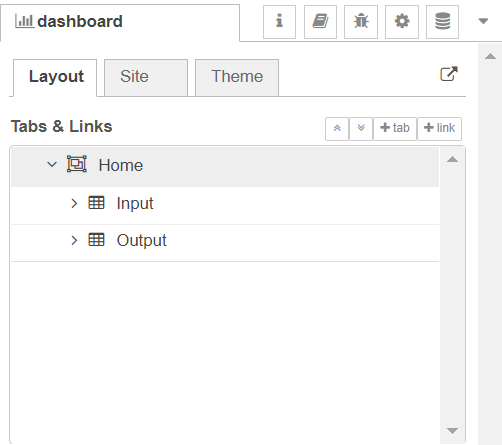 dashboard
Layout Site Theme
Tabs & Links
+ tab + link
Home
Input
Output